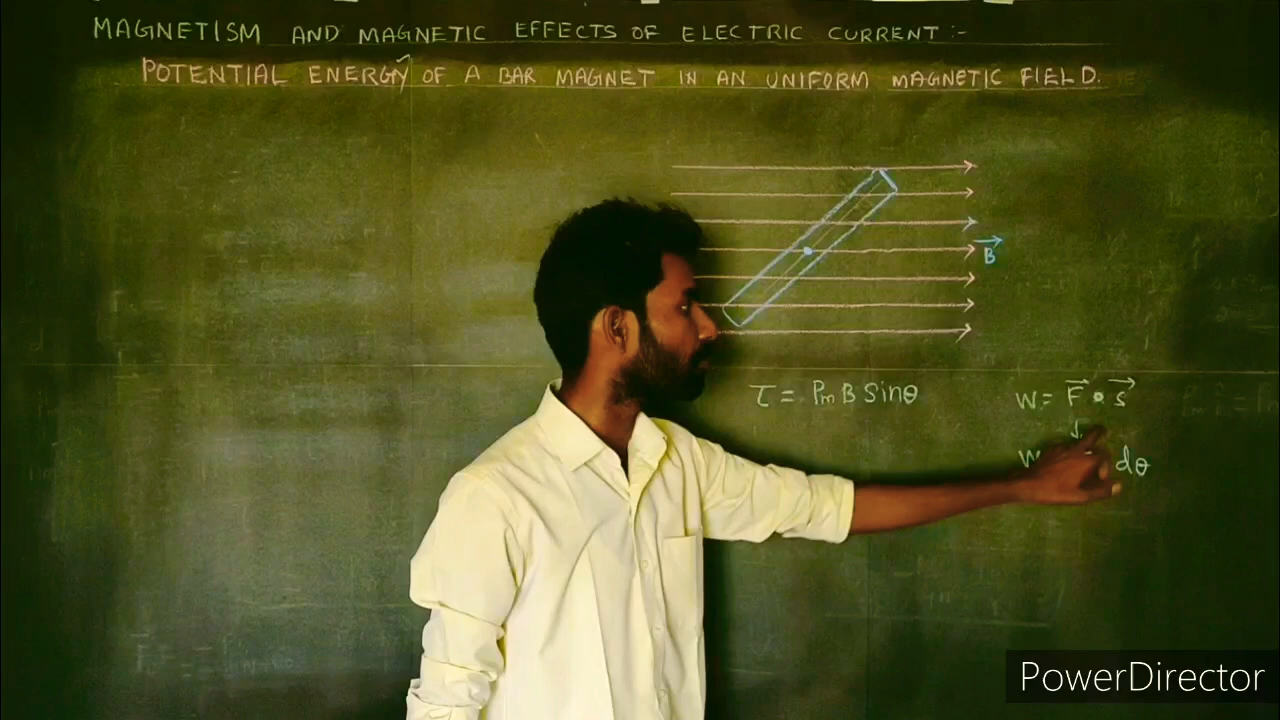 MAGNETISM AND MAGNETIC EFFECTS OF ELECTRIC CURRENT :-
POTENTIAL ENERGY OF A BAR MAGNET IN AN UNIFORM MAGNETIC FIELD.
B
τ = Pm B sinθ
W = F • s
W dθ
PowerDirector